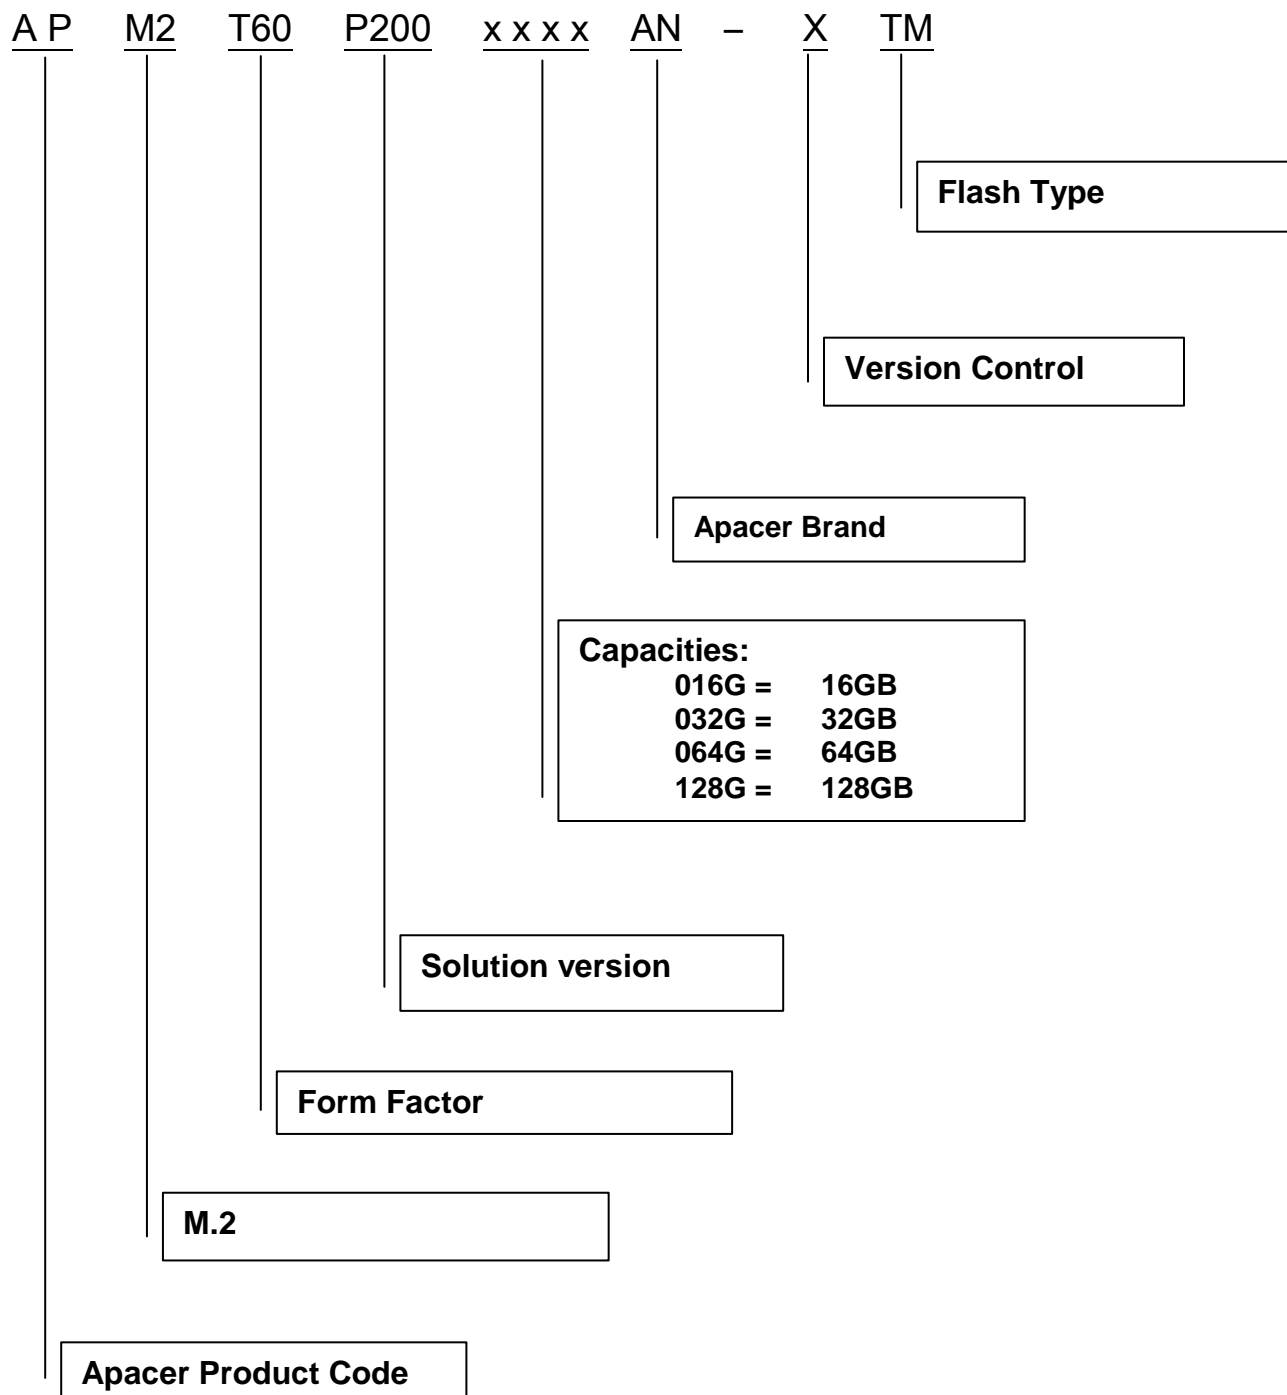 A P M2 T60 P200 x x x x AN – X TM
Flash Type
Version Control
Apacer Brand
Capacities:
016G = 16GB
032G = 32GB
064G = 64GB
128G = 128GB
Solution version
Form Factor
M.2
Apacer Product Code